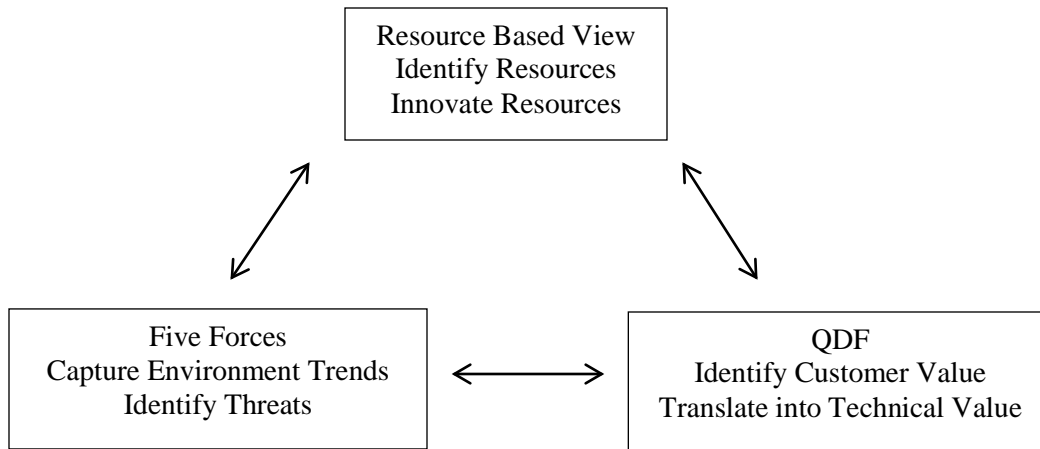 Resource Based View
Identify Resources
Innovate Resources
Five Forces
Capture Environment Trends
Identify Threats
QDF
Identify Customer Value
Translate into Technical Value